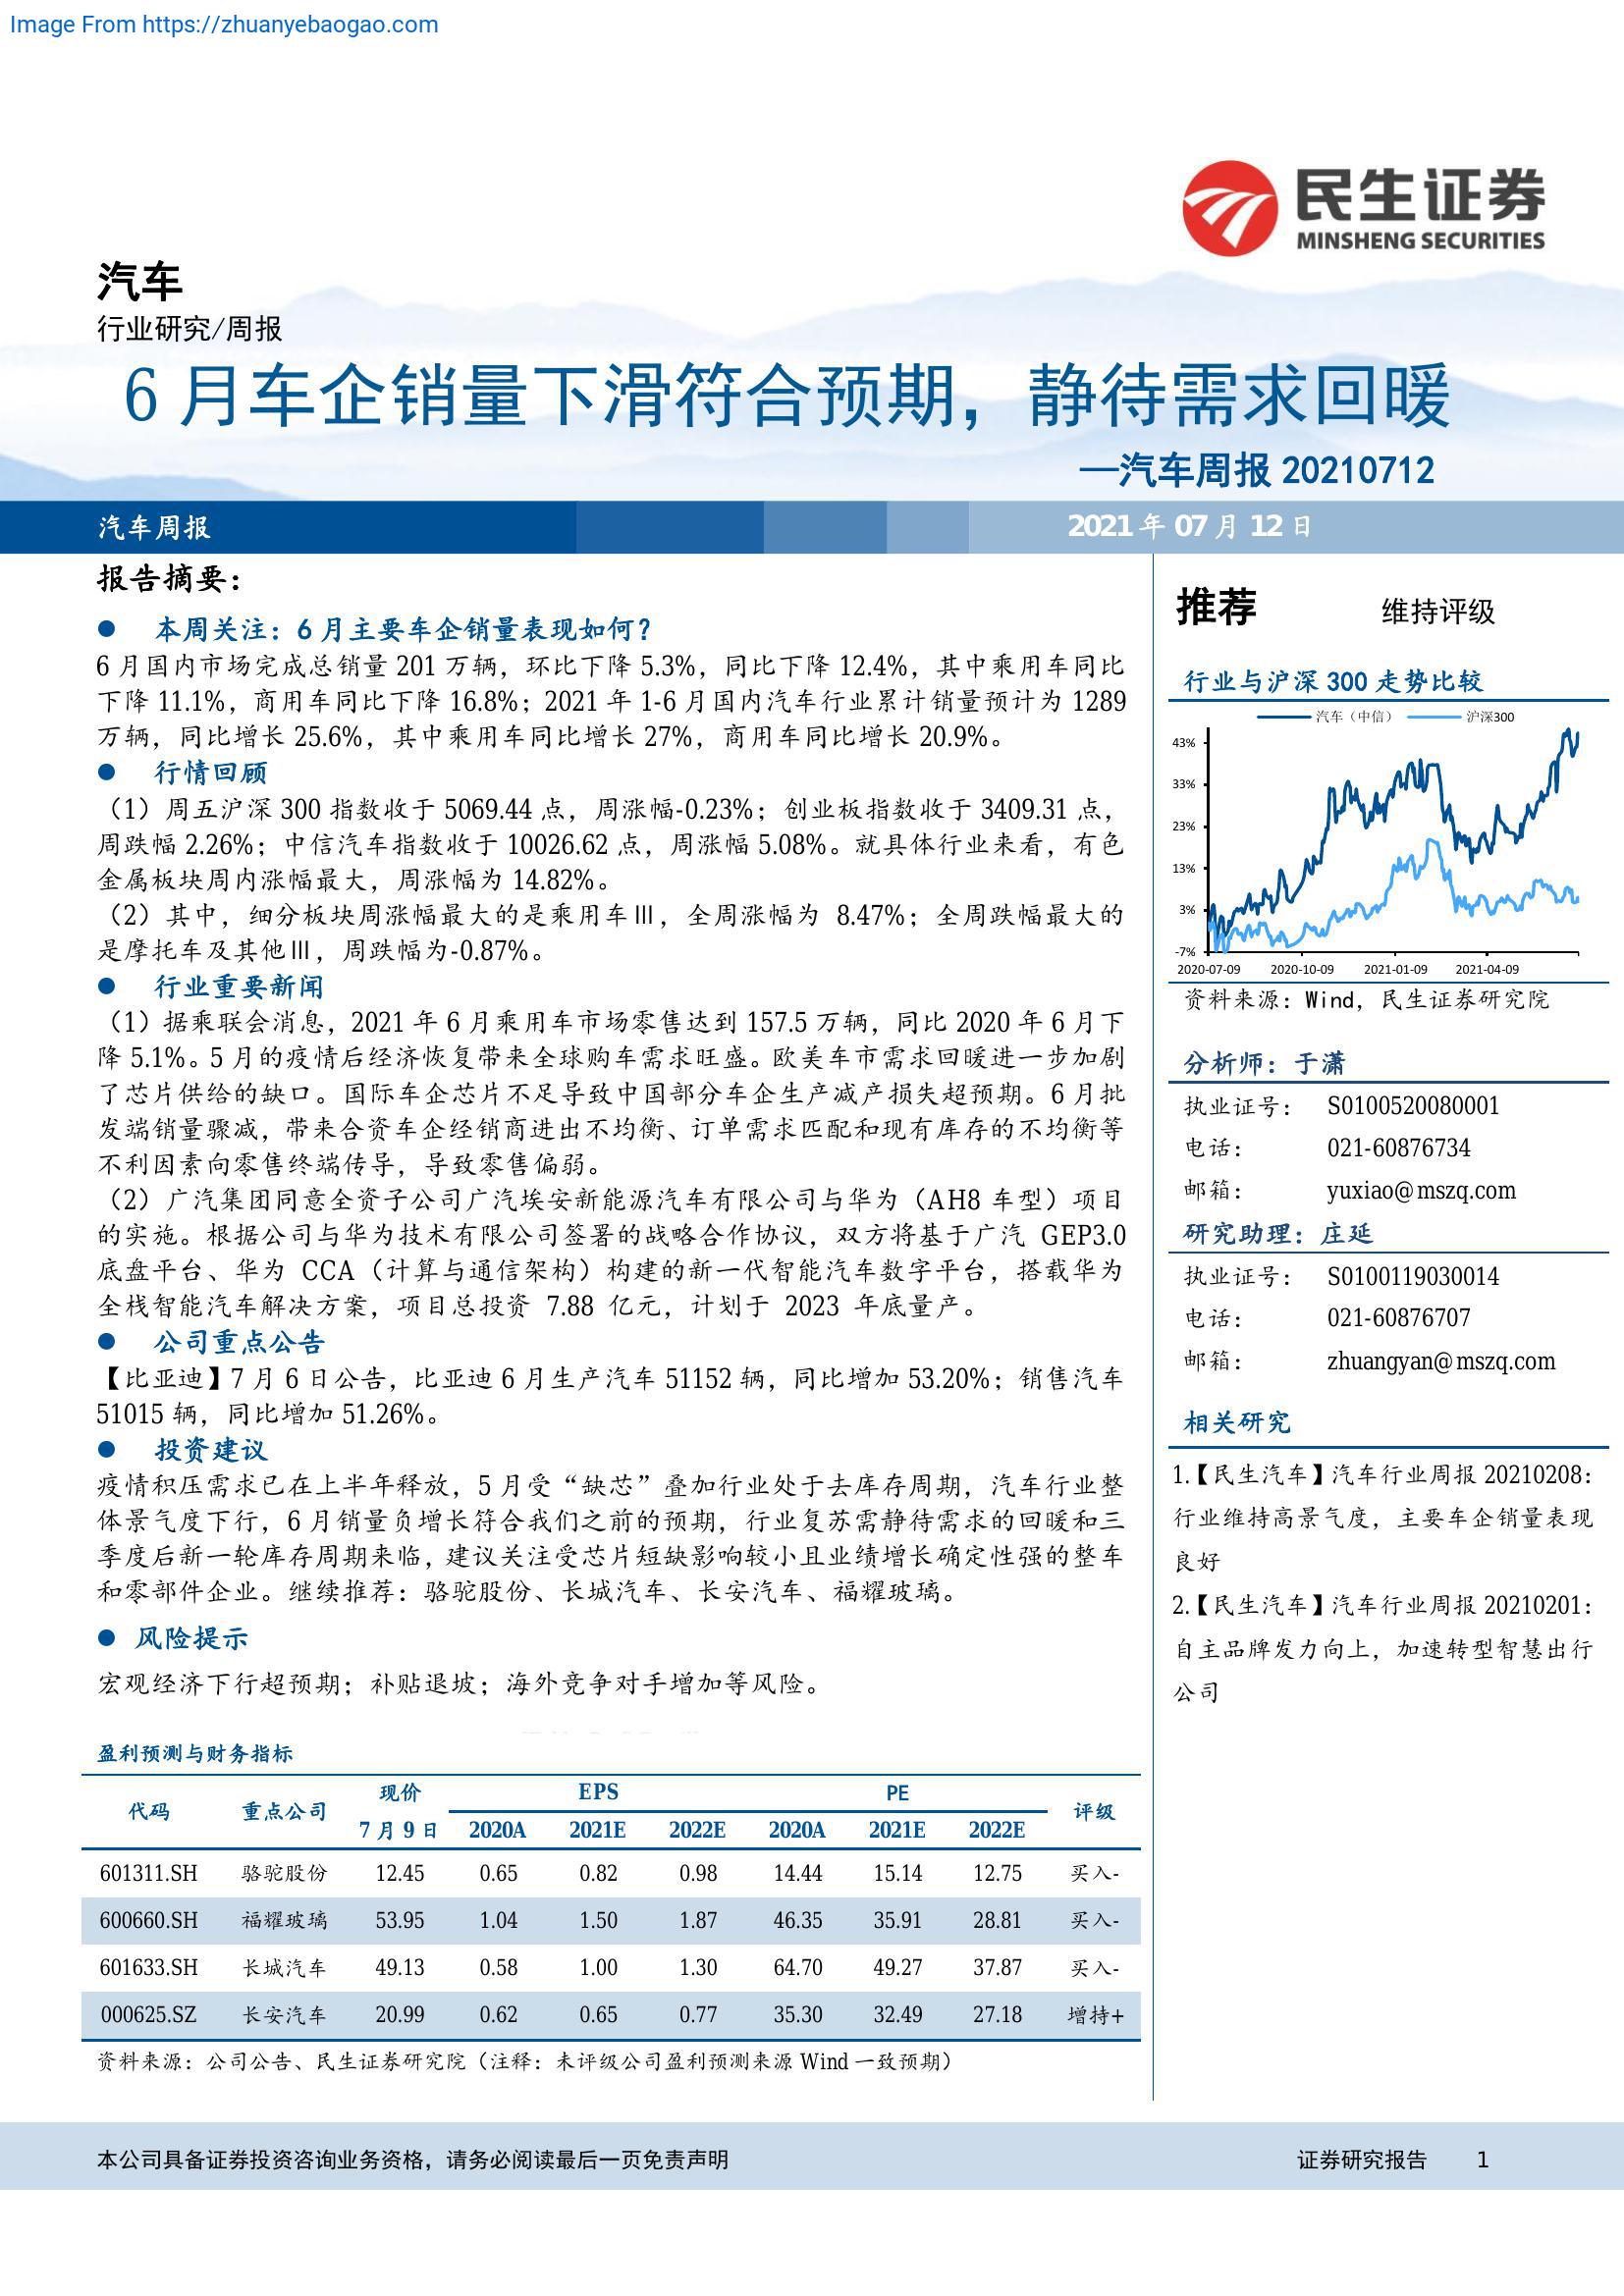 Image From https://zhuanyebaogao.com
民生证券
MINSHENG SECURITIES
汽车
行业研究/周报
6 月车企销量下滑符合预期，静待需求回暖
—汽车周报 20210712
汽车周报
2021 年 07 月 12 日
报告摘要：
● 本周关注：6 月主要车企销量表现如何？
6 月国内市场完成总销量 201 万辆，环比下降 5.3%，同比下降 12.4%，其中乘用车同比
下降 11.1%，商用车同比下降 16.8%；2021 年 1-6 月国内汽车行业累计销量预计为 1289
万辆，同比增长 25.6%，其中乘用车同比增长 27%，商用车同比增长 20.9%。
● 行情回顾
（1）周五沪深 300 指数收于 5069.44 点，周涨幅-0.23%；创业板指数收于 3409.31 点，
周跌幅 2.26%；中信汽车指数收于 10026.62 点，周涨幅 5.08%。就具体行业来看，有色
金属板块周内涨幅最大，周涨幅为 14.82%。
（2）其中，细分板块周涨幅最大的是乘用车Ⅲ，全周涨幅为 8.47%；全周跌幅最大的
是摩托车及其他Ⅲ，周跌幅为-0.87%。
● 行业重要新闻
（1）据乘联会消息，2021 年 6 月乘用车市场零售达到 157.5 万辆，同比 2020 年 6 月下
降 5.1%。5 月的疫情后经济恢复带来全球购车需求旺盛。欧美车市需求回暖进一步加剧
了芯片供给的缺口。国际车企芯片不足导致中国部分车企生产减产损失超预期。6 月批
发端销量骤减，带来合资车企经销商进出不均衡、订单需求匹配和现有库存的不均衡等
不利因素向零售终端传导，导致零售偏弱。
（2）广汽集团同意全资子公司广汽埃安新能源汽车有限公司与华为（AH8 车型）项目
的实施。根据公司与华为技术有限公司签署的战略合作协议，双方将基于广汽 GEP3.0
底盘平台、华为 CCA（计算与通信架构）构建的新一代智能汽车数字平台，搭载华为
全栈智能汽车解决方案，项目总投资 7.88 亿元，计划于 2023 年底量产。
● 公司重点公告
【比亚迪】7 月 6 日公告，比亚迪 6 月生产汽车 51152 辆，同比增加 53.20%；销售汽车
51015 辆，同比增加 51.26%。
● 投资建议
疫情积压需求已在上半年释放，5 月受“缺芯”叠加行业处于去库存周期，汽车行业整
体景气度下行，6 月销量负增长符合我们之前的预期，行业复苏需静待需求的回暖和三
季度后新一轮库存周期来临，建议关注受芯片短缺影响较小且业绩增长确定性强的整车
和零部件企业。继续推荐：骆驼股份、长城汽车、长安汽车、福耀玻璃。
● 风险提示
宏观经济下行超预期；补贴退坡；海外竞争对手增加等风险。
盈利预测与财务指标
代码 重点公司 现价 EPS PE 评级
7 月 9 日 2020A 2021E 2022E 2020A 2021E 2022E
601311.SH 骆驼股份 12.45 0.65 0.82 0.98 14.44 15.14 12.75 买入-
600660.SH 福耀玻璃 53.95 1.04 1.50 1.87 46.35 35.91 28.81 买入-
601633.SH 长城汽车 49.13 0.58 1.00 1.30 64.70 49.27 37.87 买入-
000625.SZ 长安汽车 20.99 0.62 0.65 0.77 35.30 32.49 27.18 增持+
资料来源：公司公告、民生证券研究院（注释：未评级公司盈利预测来源 Wind 一致预期）
推荐 维持评级
行业与沪深 300 走势比较
汽车（中信） 沪深300
43%
33%
23%
13%
3%
-7%
2020-07-09 2020-10-09 2021-01-09 2021-04-09
资料来源：Wind，民生证券研究院
分析师：于潇
执业证号： S0100520080001
电话： 021-60876734
邮箱： yuxiao@mszq.com
研究助理：庄延
执业证号： S0100119030014
电话： 021-60876707
邮箱： zhuangyan@mszq.com
相关研究
1.【民生汽车】汽车行业周报 20210208：
行业维持高景气度，主要车企销量表现
良好
2.【民生汽车】汽车行业周报 20210201：
自主品牌发力向上，加速转型智慧出行
公司
本公司具备证券投资咨询业务资格，请务必阅读最后一页免责声明
证券研究报告 1